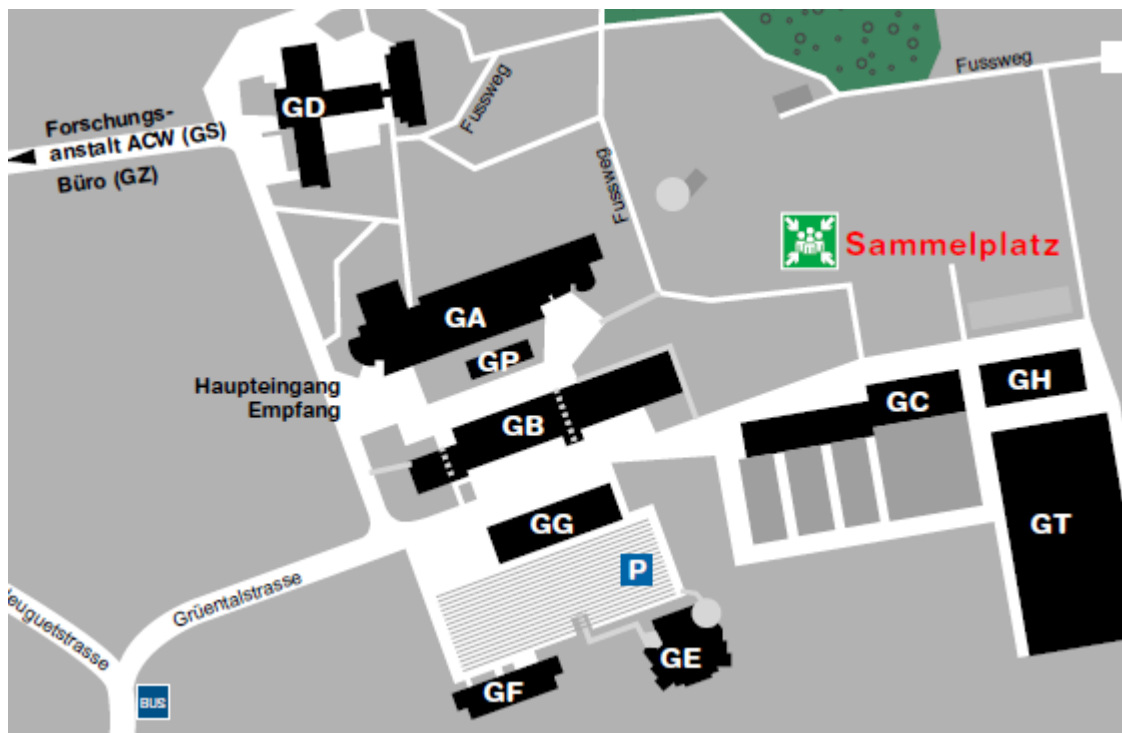 GD
Fussweg
Fussweg
Forschungs-
anstalt ACW (GS)
Büro (GZ)
Fussweg
Sammelplatz
GA
GP
Haupteingang
Empfang
GB
GC
GH
GG
GT
P
Grüentalstrasse
euguetstrasse
GE
GF
BUS